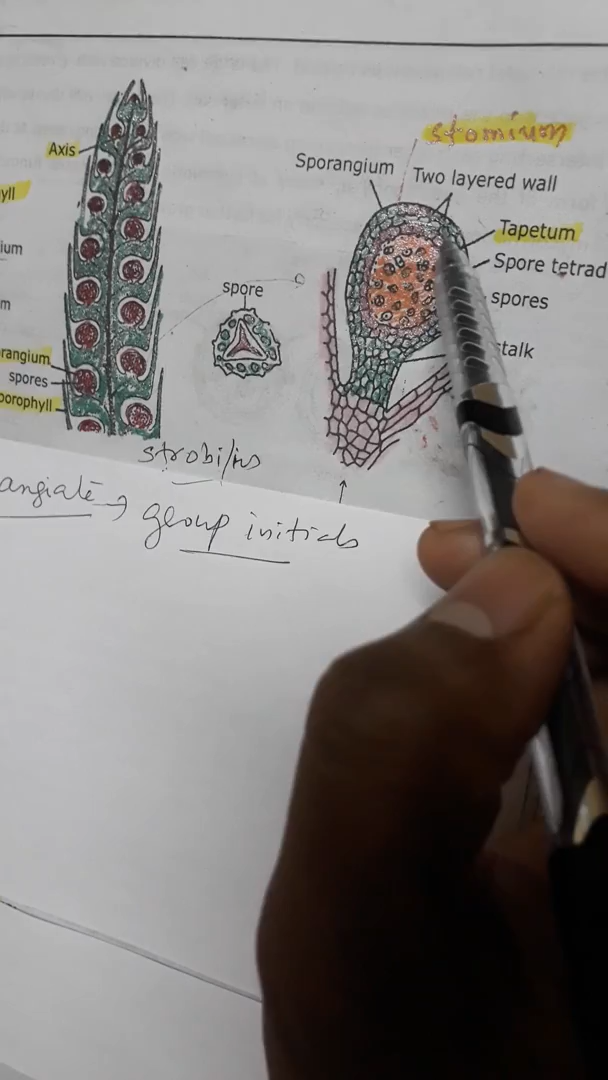 stomium
Axis
Sporangium
Two layered wall
yll
Tapetum
ium
Spore tetrad
spore
spores
m
stalk
rangium
spores
porophyll
strobilus
angiate → group initials